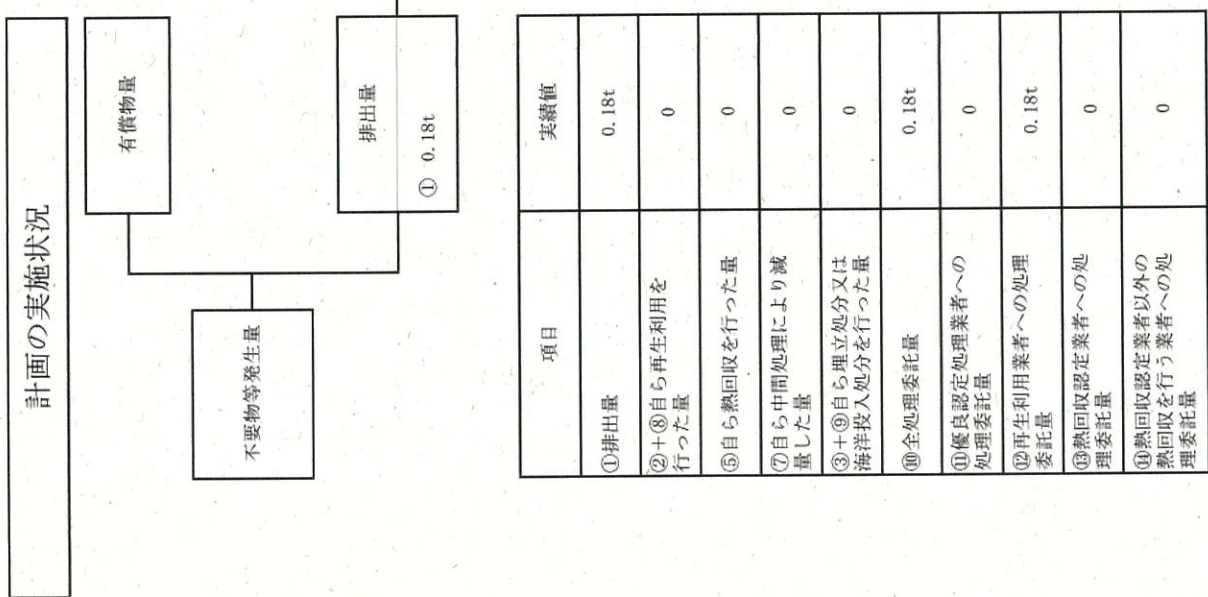 計画の実施状況
不要物等発生量
有償物量
排出量
① 0.18t
項目
実績値
①排出量
0.18t
②+⑧自ら再生利用を
行った量
0
⑤自ら熱回収を行った量
0
⑦自ら中間処理により減
量した量
0
③+⑨自ら埋立処分又は
海洋投入処分を行った量
0
⑩全処理委託量
0.18t
⑪優良認定処理業者への
処理委託量
0
⑫再生利用業者への処理
委託量
0.18t
⑬熱回収認定業者への処
理委託量
0
⑭熱回収認定業者以外の
熱回収を行う業者への処
理委託量
0